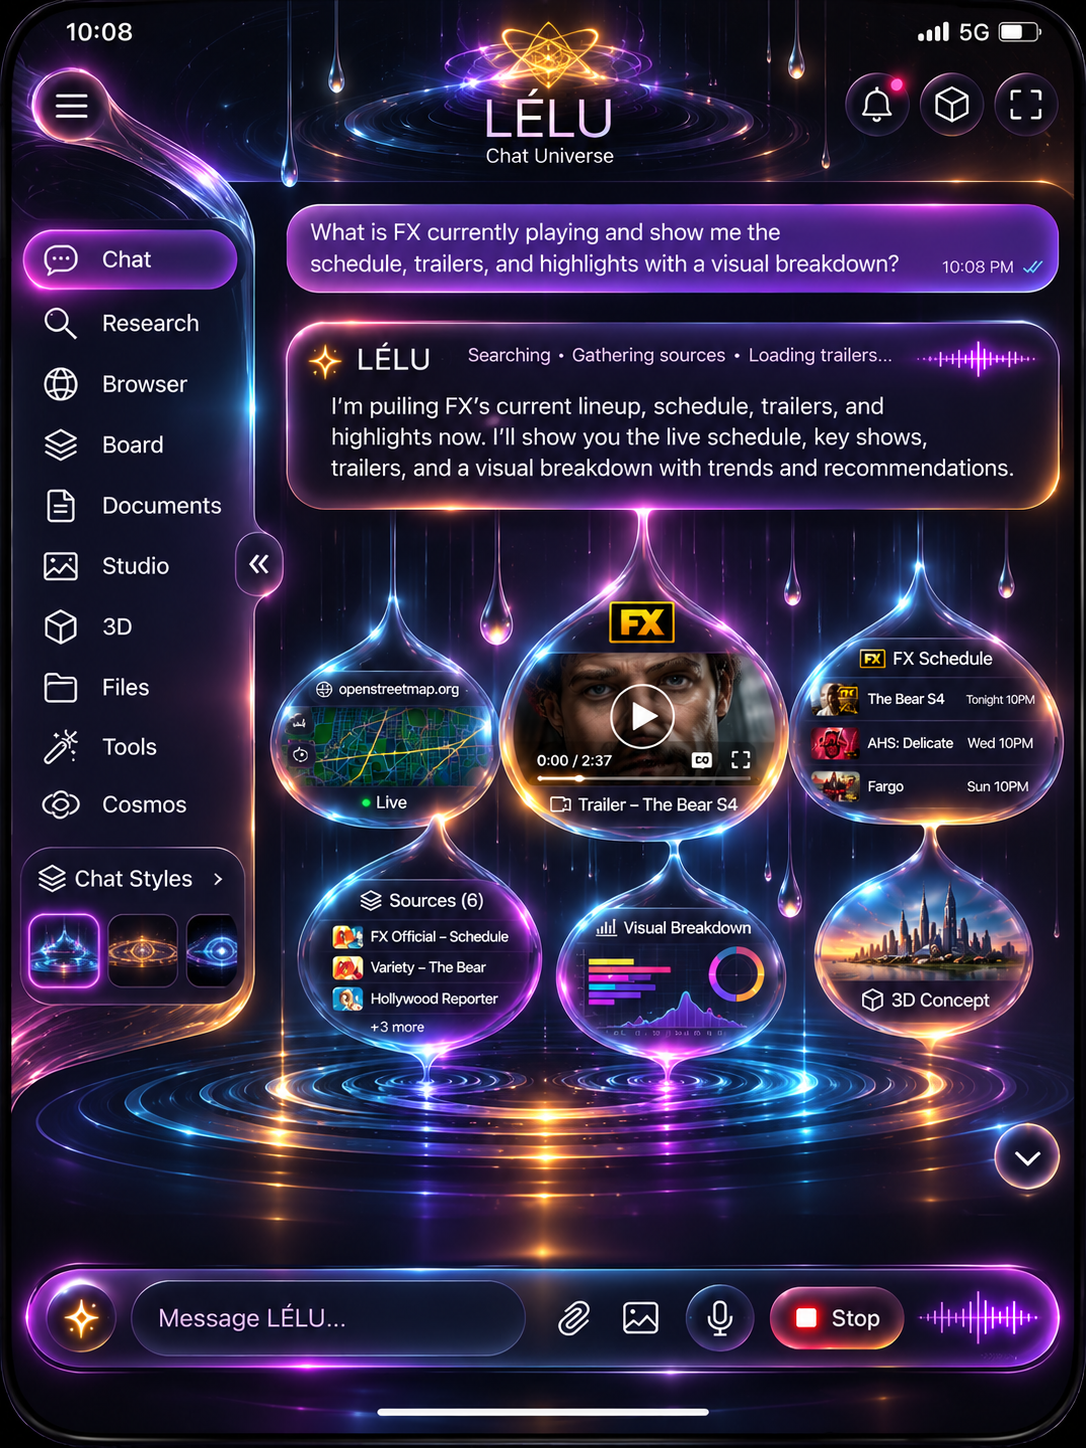 10:08
5G
LÉLU
Chat Universe
What is FX currently playing and show me the
schedule, trailers, and highlights with a visual breakdown?
10:08 PM
Chat
Research
Browser
Board
Documents
Studio
3D
Files
Tools
Cosmos
Chat Styles
LÉLU
Searching • Gathering sources • Loading trailers...
I'm puiling FX's current lineup, schedule, trailers, and
highlights now. I'll show you the live schedule, key shows,
trailers, and a visual breakdown with trends and recommendations.
openstreetmap.org
Live
FX
0:00 / 2:37
Trailer – The Bear S4
FX FX Schedule
The Bear S4 Tonight 10PM
AHS: Delicate Wed 10PM
Fargo Sun 10PM
Sources (6)
FX Official – Schedule
Variety – The Bear
Hollywood Reporter
+3 more
Visual Breakdown
3D Concept
Message LÉLU...
Stop